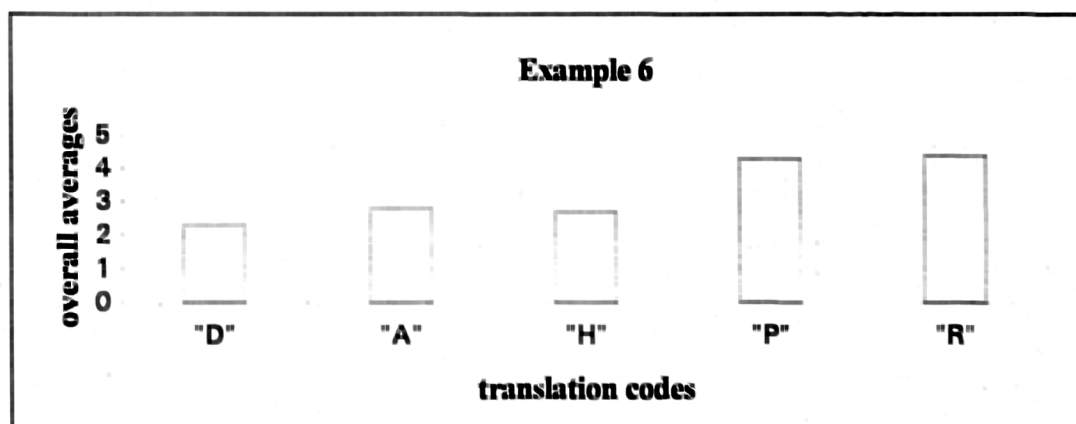 Example 6
overall averages
5
4
3
2
1
0
"D" "A" "H" "P" "R"
translation codes